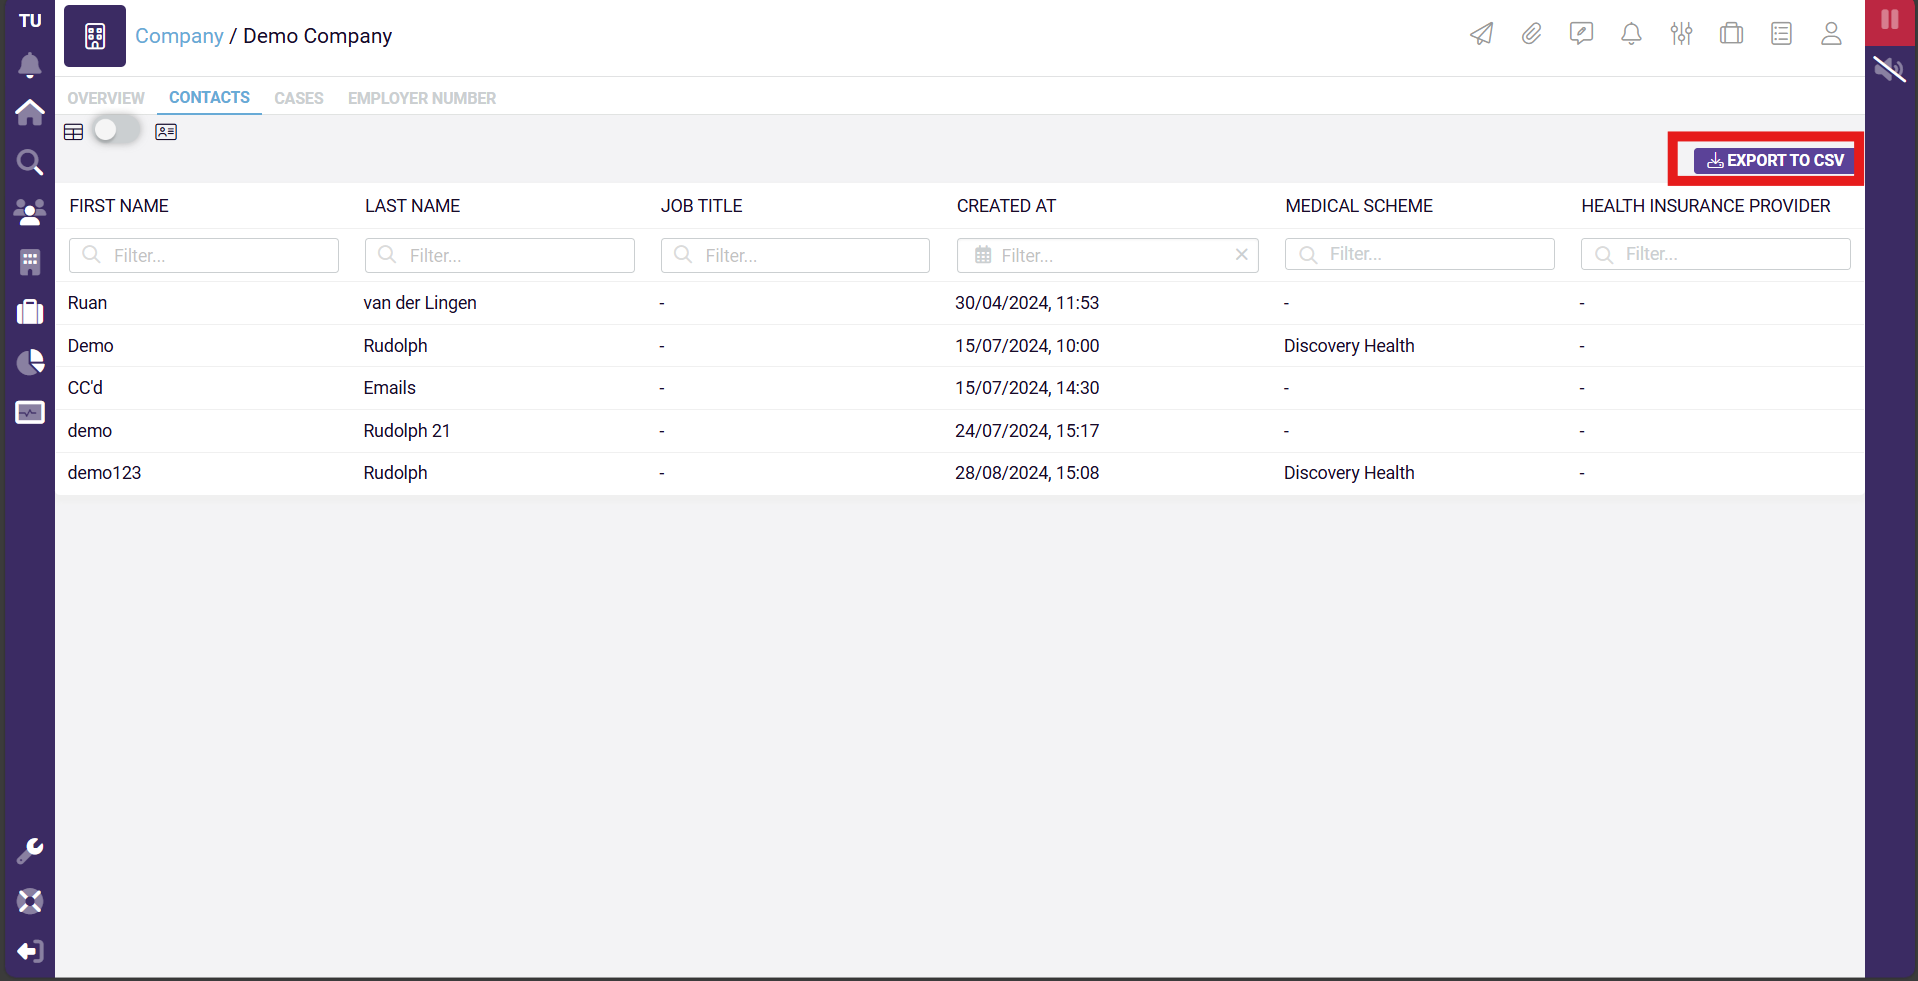 TU
Company / Demo Company
OVERVIEW CONTACTS CASES EMPLOYER NUMBER
EXPORT TO CSV
FIRST NAME LAST NAME JOB TITLE CREATED AT MEDICAL SCHEME HEALTH INSURANCE PROVIDER
Filter... Filter... Filter... Filter... Filter... Filter...
Ruan van der Lingen - 30/04/2024, 11:53 - -
Demo Rudolph - 15/07/2024, 10:00 Discovery Health -
CC'd Emails - 15/07/2024, 14:30 - -
demo Rudolph 21 - 24/07/2024, 15:17 - -
demo123 Rudolph - 28/08/2024, 15:08 Discovery Health -